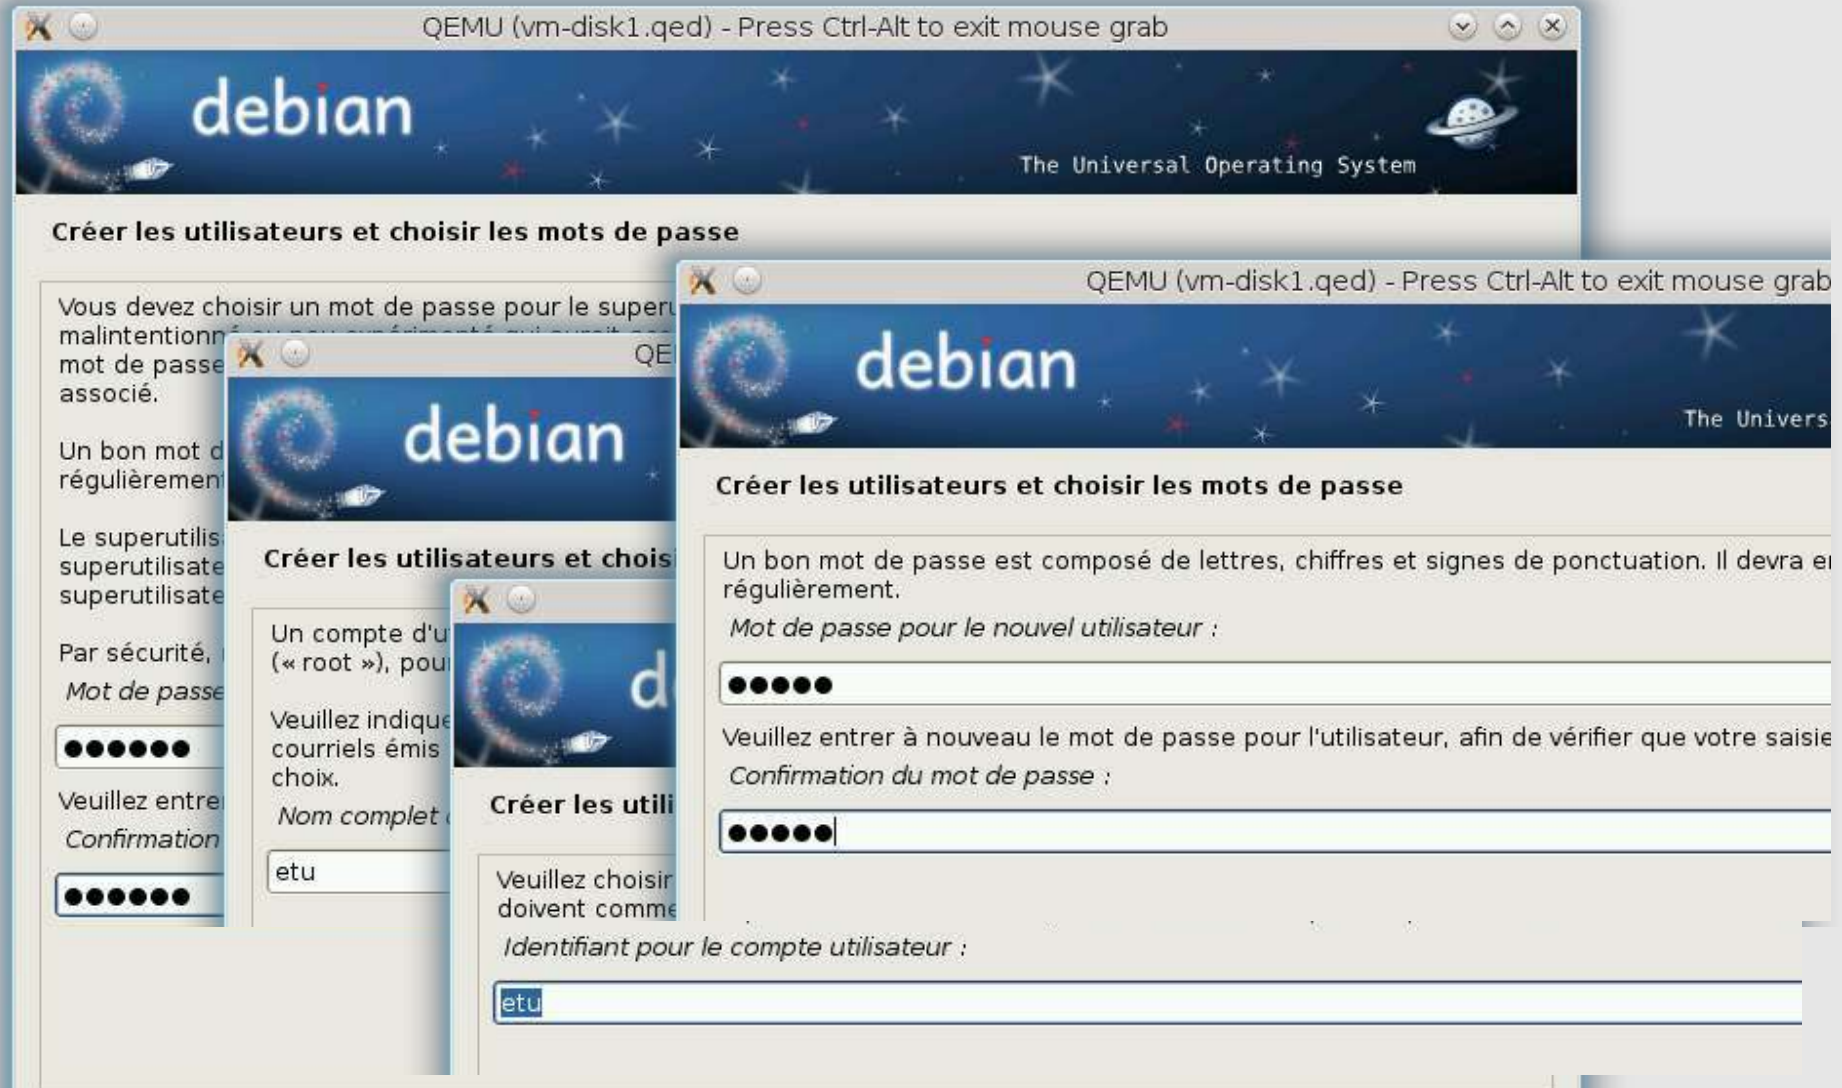 QEMU (vm-disk1.qed) - Press Ctrl-Alt to exit mouse grab
debian
The Universal Operating System
Créer les utilisateurs et choisir les mots de passe
Vous devez choisir un mot de passe pour le superu
malintentionn
mot de passe
associé.
Un bon mot d
régulièremen
Le superutilis
superutilisate
superutilisate
Par sécurité,
Mot de passe
●●●●●●
Veuillez entre
Confirmation
●●●●●●
QE
debian
Créer les utilisateurs et chois
Un compte d'u
(« root »), pou
Veuillez indique
courriels émis
choix.
Nom complet
etu
d
Créer les utili
Veuillez choisir
doivent comme
Identifiant pour le compte utilisateur :
etu
QEMU (vm-disk1.qed) - Press Ctrl-Alt to exit mouse grab
debian
The Univers
Créer les utilisateurs et choisir les mots de passe
Un bon mot de passe est composé de lettres, chiffres et signes de ponctuation. Il devra e
régulièrement.
Mot de passe pour le nouvel utilisateur :
●●●●●
Veuillez entrer à nouveau le mot de passe pour l'utilisateur, afin de vérifier que votre saisie
Confirmation du mot de passe :
●●●●●